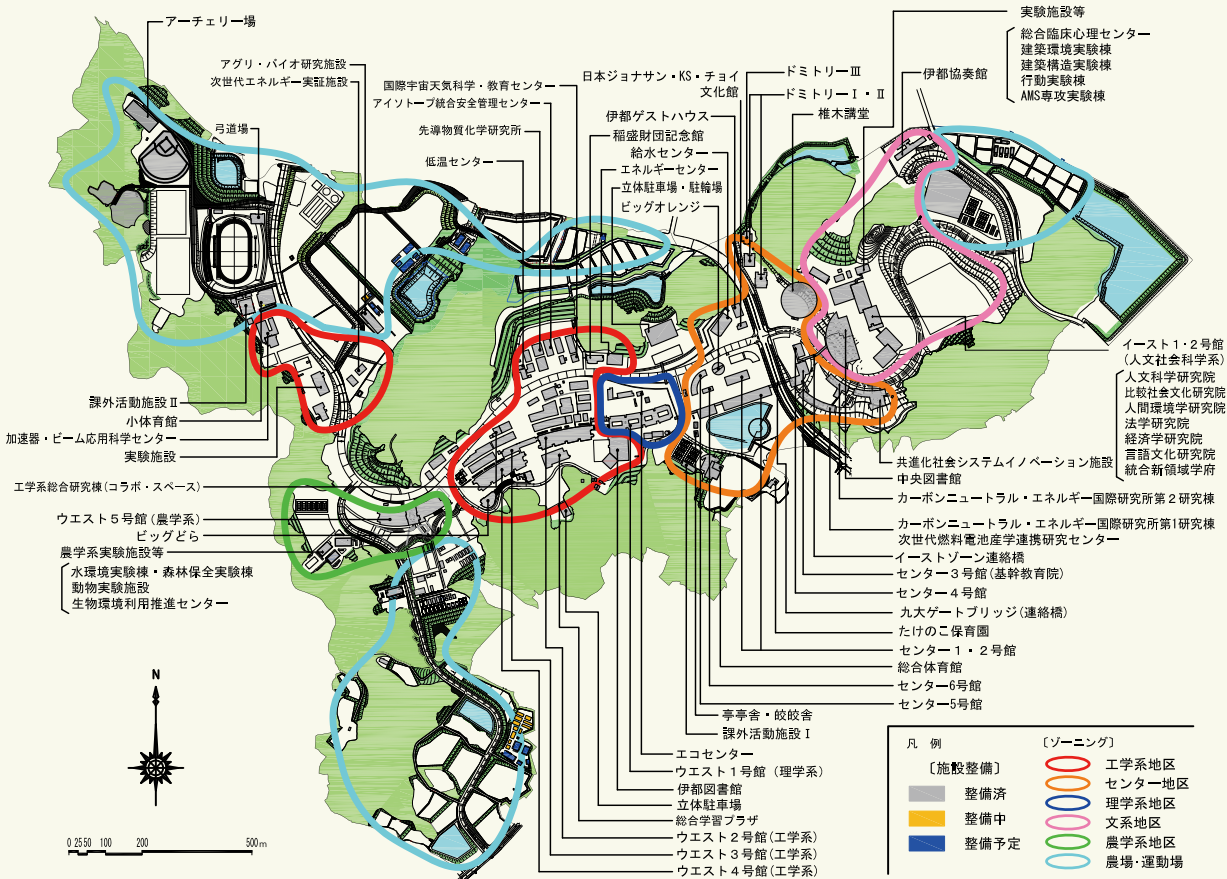 アーチェリー場
アグリ・バイオ研究施設
次世代エネルギー実証施設
弓道場
国際宇宙天気科学・教育センター
アイソトープ統合安全管理センター
先導物質化学研究所
低温センター
日本ジョナサン・KS・チョイ
文化館
伊都ゲストハウス
稲盛財団記念館
給水センター
エネルギーセンター
立体駐車場・駐輪場
ビッグオレンジ
ドミトリーⅢ
ドミトリーⅠ・Ⅱ
椎木講堂
伊都協奏館
実験施設等
総合臨床心理センター
建築環境実験棟
建築構造実験棟
行動実験棟
AMS専攻実験棟
イースト1・2号館
(人文社会科学系)
人文科学研究院
比較社会文化研究院
人間環境学研究院
法学研究院
経済学研究院
言語文化研究院
統合新領域学府
課外活動施設Ⅱ
小体育館
加速器・ビーム応用科学センター
実験施設
工学系総合研究棟(コラボ・スペース)
ウエスト5号館(農学系)
ビッグどら
農学系実験施設等
水環境実験棟・森林保全実験棟
動物実験施設
生物環境利用推進センター
共進化社会システムイノベーション施設
中央図書館
カーボンニュートラル・エネルギー国際研究所第2研究棟
カーボンニュートラル・エネルギー国際研究所第1研究棟
次世代燃料電池産学連携研究センター
イーストゾーン連絡橋
センター3号館(基幹教育院)
センター4号館
九大ゲートブリッジ(連絡橋)
たけのこ保育園
センター1・2号館
総合体育館
センター6号館
センター5号館
亭亭舎・皎皎舎
課外活動施設Ⅰ
エコセンター
ウエスト1号館(理学系)
伊都図書館
立体駐車場
総合学習プラザ
ウエスト2号館(工学系)
ウエスト3号館(工学系)
ウエスト4号館(工学系)
N
0 25 50 100 200 500m
凡 例
〔施設整備〕
整備済
整備中
整備予定
〔ゾーニング〕
工学系地区
センター地区
理学系地区
文系地区
農学系地区
農場・運動場